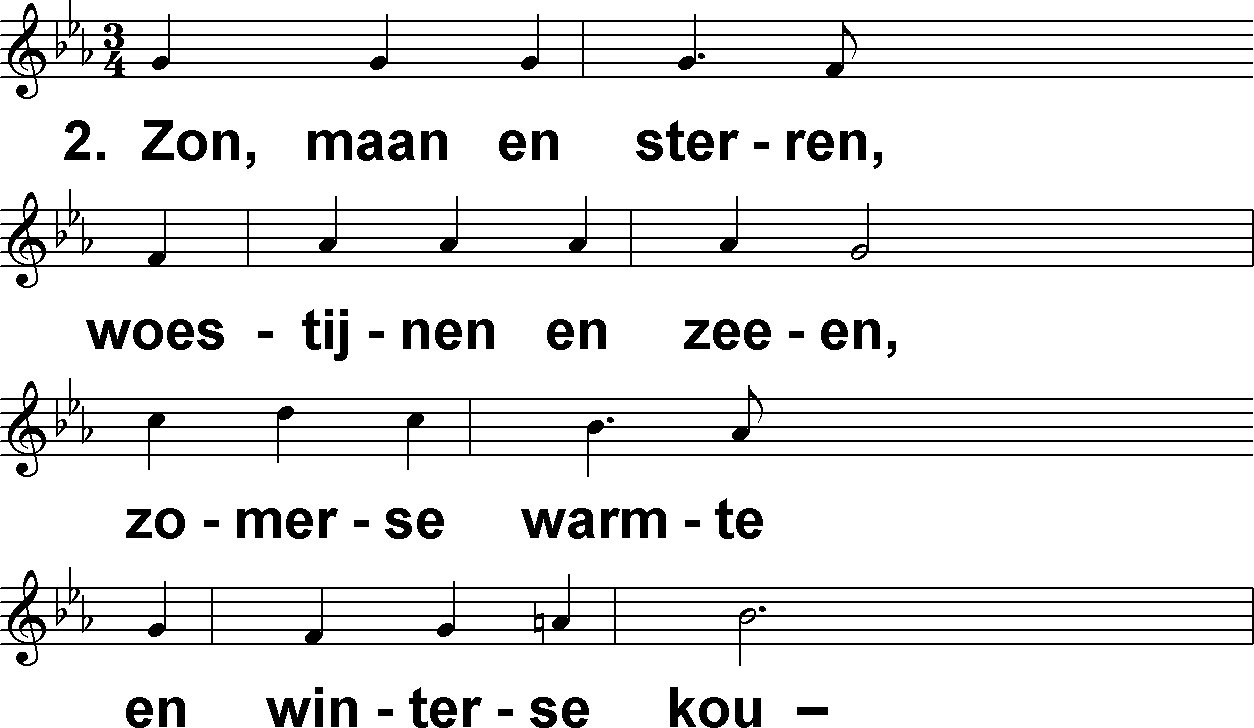 2. Zon, maan en ster - ren,
woes - tij - nen en zee - en,
zo - mer - se warm - te
en win - ter - se kou –